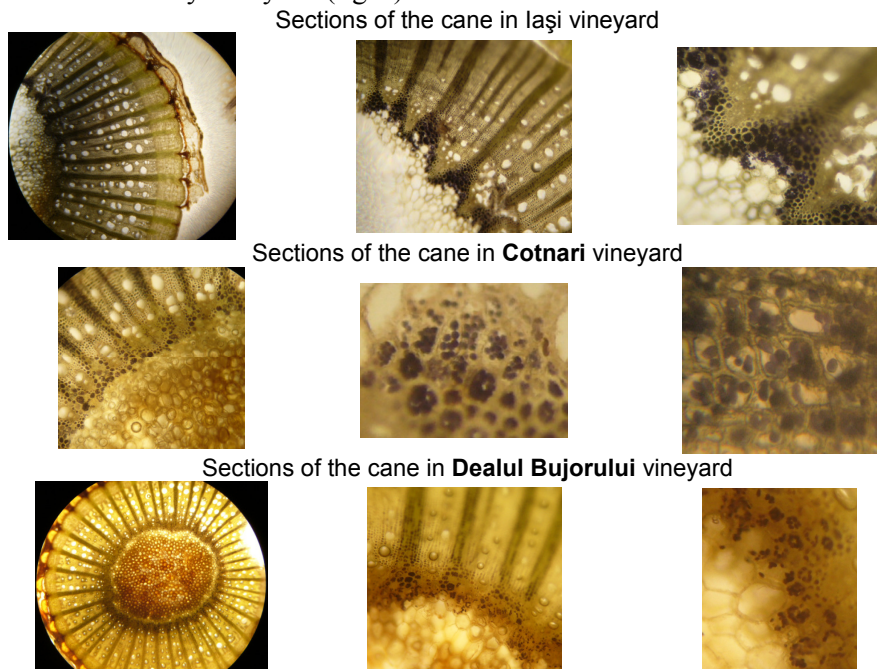 Sections of the cane in Iaşi vineyard
Sections of the cane in Cotnari vineyard
Sections of the cane in Dealul Bujorului vineyard